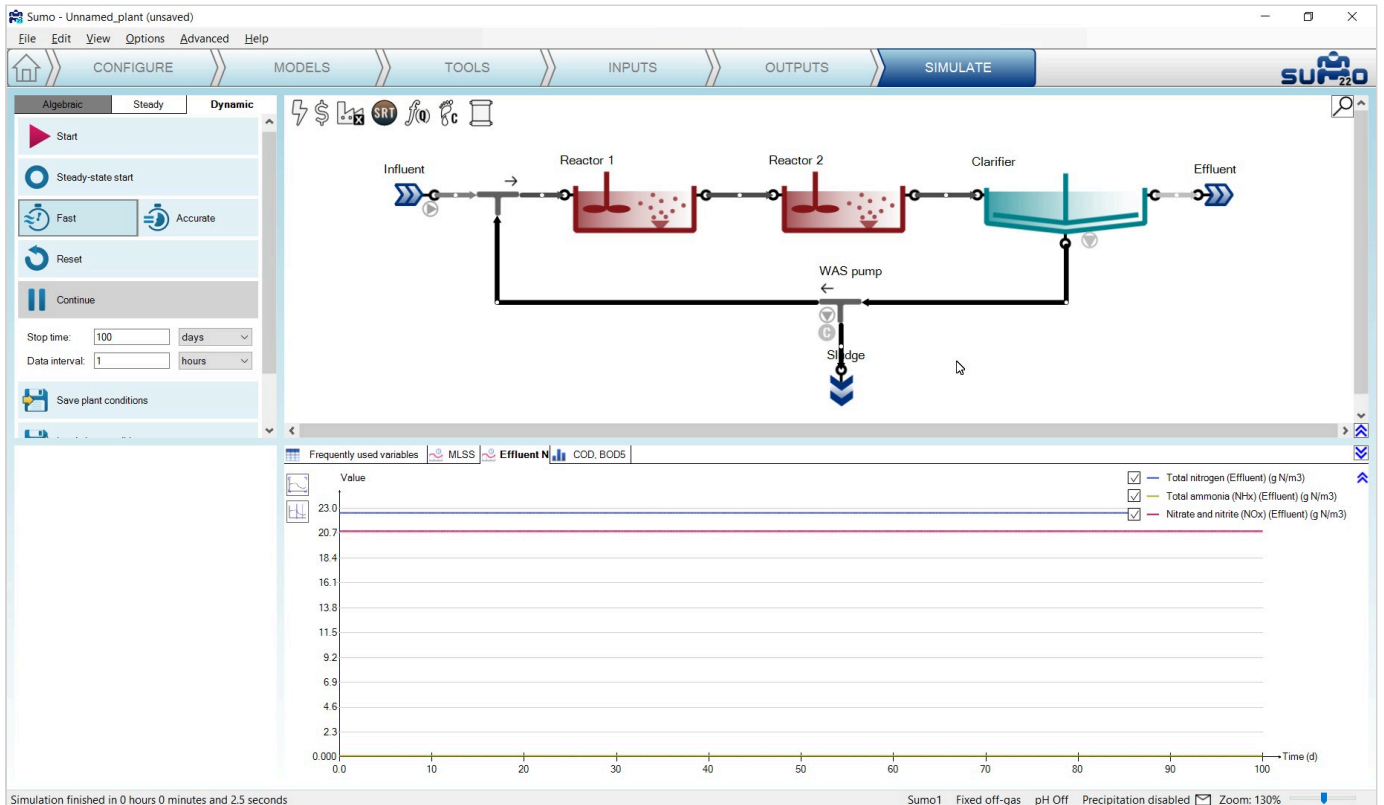 Sumo - Unnamed_plant (unsaved)
File Edit View Options Advanced Help
CONFIGURE MODELS TOOLS INPUTS OUTPUTS SIMULATE
SUMO 22
Algebraic Steady Dynamic
Start
Steady-state start
Fast Accurate
Reset
Continue
Stop time: 100 days
Data interval: 1 hours
Save plant conditions
SRT f(Q) C
Influent
Reactor 1
Reactor 2
Clarifier
Effluent
WAS pump
C
Sludge
Frequently used variables MLSS Effluent N COD, BOD5
Value
Total nitrogen (Effluent) (g N/m3)
Total ammonia (NHx) (Effluent) (g N/m3)
Nitrate and nitrite (NOx) (Effluent) (g N/m3)
23.0
20.7
18.4
16.1
13.8
11.5
9.2
6.9
4.6
2.3
0.000
0.0 10 20 30 40 50 60 70 80 90 100
Time (d)
Simulation finished in 0 hours 0 minutes and 2.5 seconds
Sumo1 Fixed off-gas pH Off Precipitation disabled Zoom: 130%